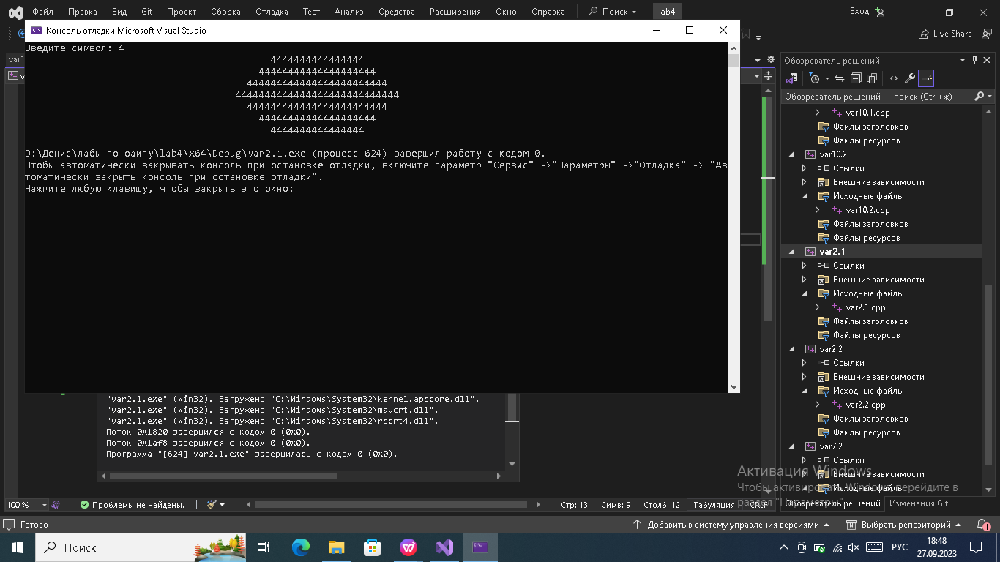 Файл Правка Вид Git Проект Сборка Отладка Тест Анализ Средства Расширения Окно Справка Поиск lab4 Вход
Live Share
Консоль отладки Microsoft Visual Studio
Введите символ: 4
4444444444444444
44444444444444444444
444444444444444444444444
4444444444444444444444444444
444444444444444444444444
44444444444444444444
4444444444444444
D:\Денис\лабы по оаипу\lab4\x64\Debug\var2.1.exe (процесс 624) завершил работу с кодом 0.
Чтобы автоматически закрывать консоль при остановке отладки, включите параметр "Сервис" ->"Параметры" ->"Отладка" -> "Ав
томатически закрыть консоль при остановке отладки".
Нажмите любую клавишу, чтобы закрыть это окно:
"var2.1.exe" (Win32). Загружено "C:\Windows\System32\kernel.appcore.dll".
"var2.1.exe" (Win32). Загружено "C:\Windows\System32\msvcrt.dll".
"var2.1.exe" (Win32). Загружено "C:\Windows\System32\rpcrt4.dll".
Поток 0x1820 завершился с кодом 0 (0x0).
Поток 0x1af8 завершился с кодом 0 (0x0).
Программа "[624] var2.1.exe" завершилась с кодом 0 (0x0).
Обозреватель решений
Обозреватель решений — поиск (Ctrl+ж)
var10.1.cpp
Файлы заголовков
Файлы ресурсов
var10.2
Ссылки
Внешние зависимости
Исходные файлы
var10.2.cpp
Файлы заголовков
Файлы ресурсов
var2.1
Ссылки
Внешние зависимости
Исходные файлы
var2.1.cpp
Файлы заголовков
Файлы ресурсов
var2.2
Ссылки
Внешние зависимости
Исходные файлы
var2.2.cpp
Файлы заголовков
Файлы ресурсов
var7.2
Ссылки
Внешние зависимости
Исходные файлы
Обозреватель решений Изменения Git
Активация Windows
Чтобы активировать Windows, перейдите в
раздел "Параметры".
100 % Проблемы не найдены. Стр: 13 Симв: 9 Столб: 12 Табуляция CRLF
Готово Добавить в систему управления версиями Выбрать репозиторий 1
Поиск РУС 18:48
27.09.2023